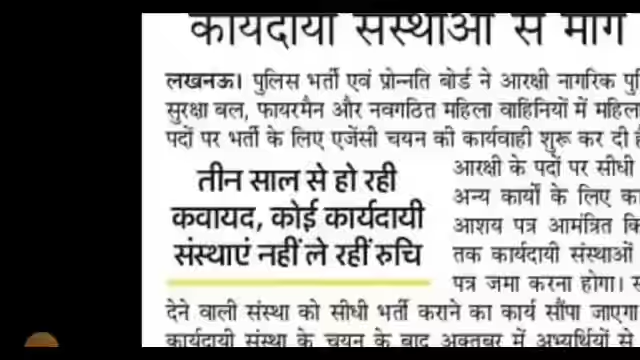 कार्यदायी संस्थाओं से मांग
लखनऊ। पुलिस भर्ती एवं प्रोन्नति बोर्ड ने आरक्षी नागरिक
सुरक्षा बल, फायरमैन और नवगठित महिला वाहिनियों में
पदों पर भर्ती के लिए एजेंसी चयन की कार्यवाही शुरू कर दी
तीन साल से हो रही
कवायद, कोई कार्यदायी
संस्थाएं नहीं ले रहीं रुचि
आरक्षी के पदों पर सीधी
अन्य कार्यों के लिए
आशय पत्र आमंत्रित
तक कार्यदायी संस्थाओं
पत्र जमा करना होगा।
देने वाली संस्था को सीधी भर्ती कराने का कार्य सौंपा जाएगा
कार्यदायी संस्था के चयन के बाद अक्तूबर में अभ्यर्थियों से